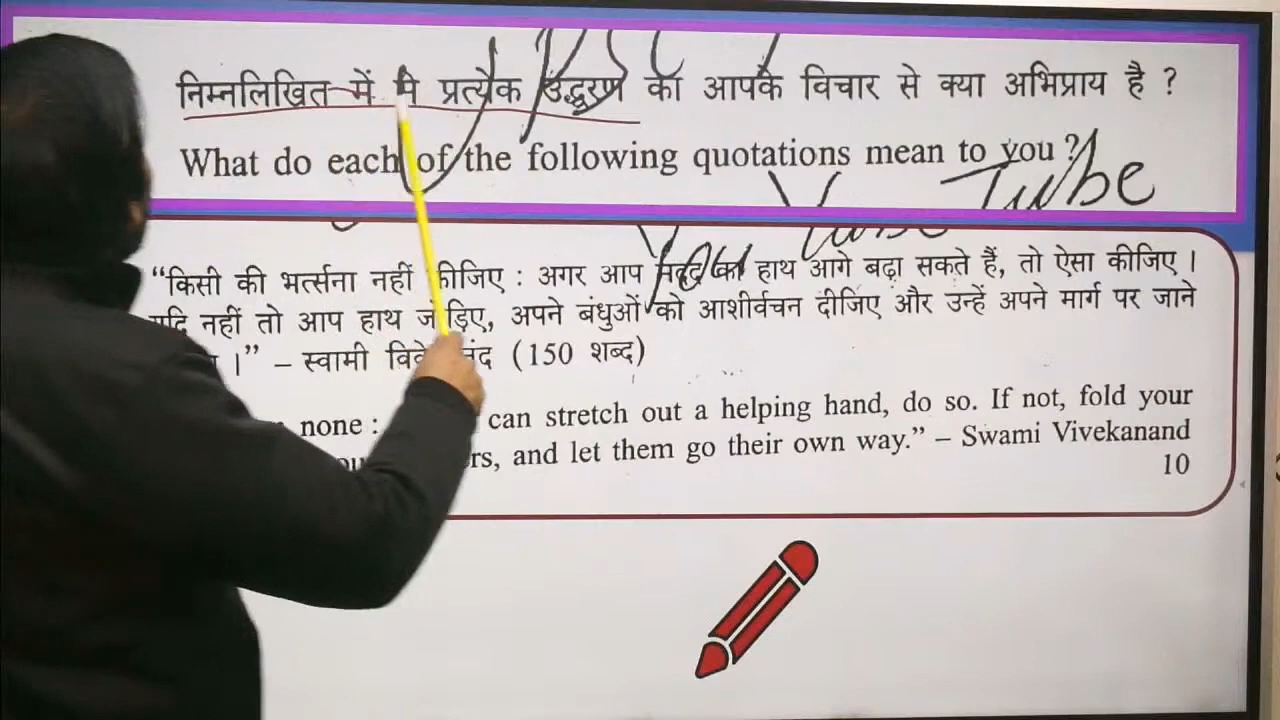 निम्नलिखित में प्रत्येक उद्धरण का आपके विचार से क्या अभिप्राय है ?
What do each of the following quotations mean to you ?
Tube
“किसी की भर्त्सना नहीं कीजिए : अगर आप मदद का हाथ आगे बढ़ा सकते हैं, तो ऐसा कीजिए ।
नहीं तो आप हाथ जोड़िए, अपने बंधुओं को आशीर्वचन दीजिए और उन्हें अपने मार्ग पर जाने
।” – स्वामी (150 शब्द)
none : can stretch out a helping hand, do so. If not, fold your
and let them go their own way.” – Swami Vivekanand
10